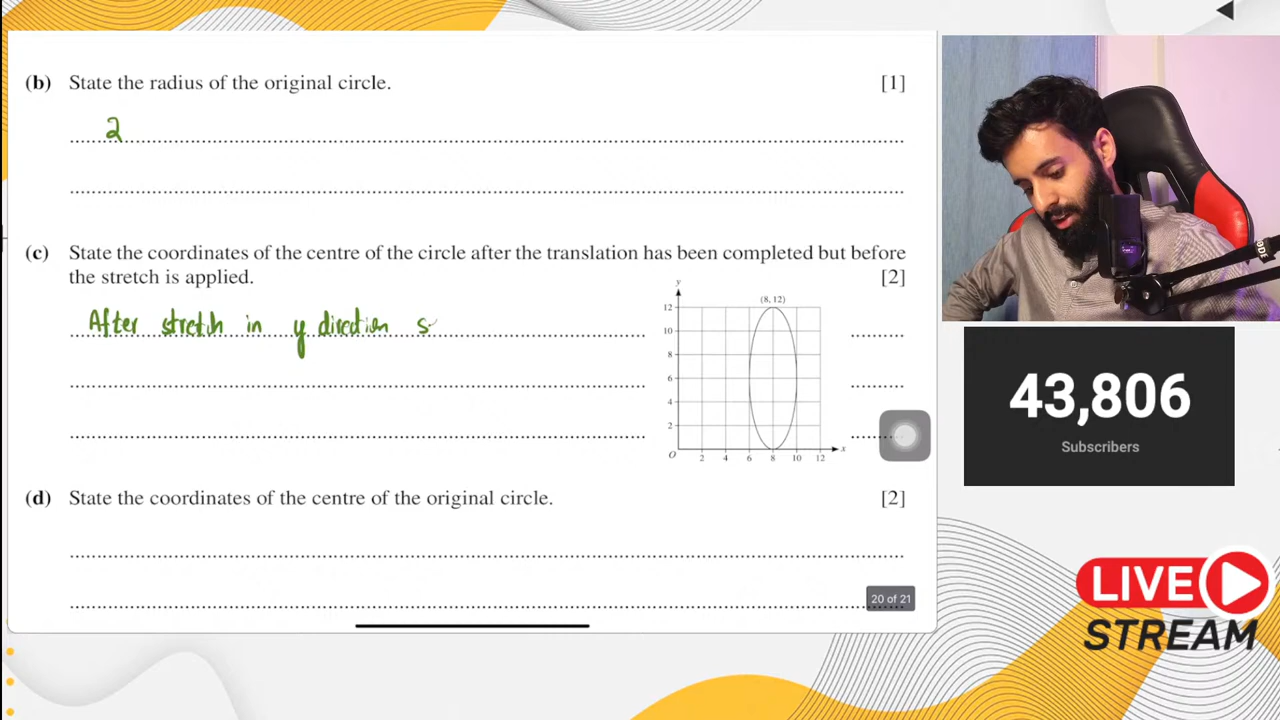 (b) State the radius of the original circle. [1]
2
(c) State the coordinates of the centre of the circle after the translation has been completed but before
the stretch is applied. [2]
After stretch in y direction s
y
(8, 12)
12
10
8
6
4
2
O
2 4 6 8 10 12
x
(d) State the coordinates of the centre of the original circle. [2]
20 of 21
43,806
Subscribers
LIVE
STREAM